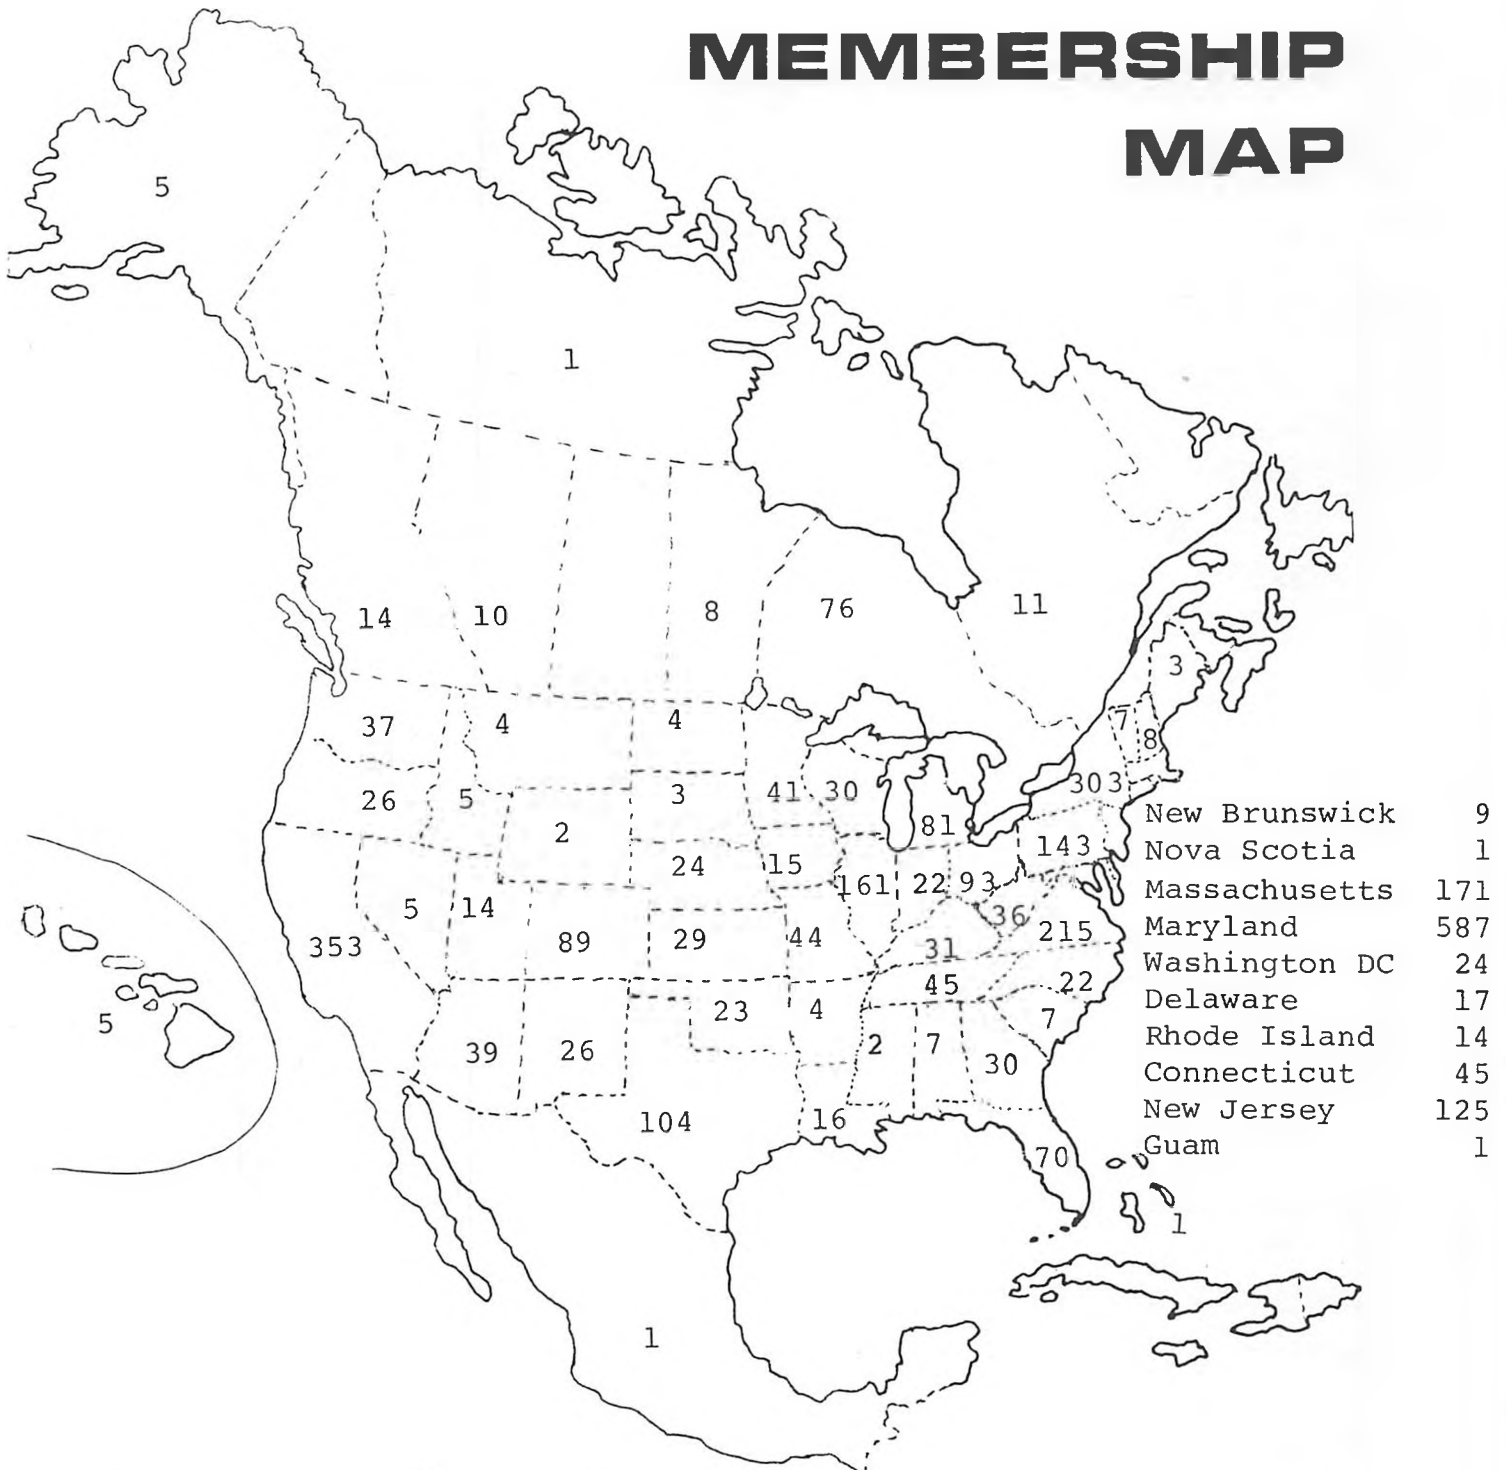 MEMBERSHIP
MAP
5
1
14 10 8 76 11
3
37 4 4 7 8
26 5 2 3 41 30 81 303
24 15 161 22 93 143
353 5 14 89 29 44 31 36 215
45 22
39 26 23 4 2 7 30 7
104 16 70
5
1
1
New Brunswick 9
Nova Scotia 1
Massachusetts 171
Maryland 587
Washington DC 24
Delaware 17
Rhode Island 14
Connecticut 45
New Jersey 125
Guam 1